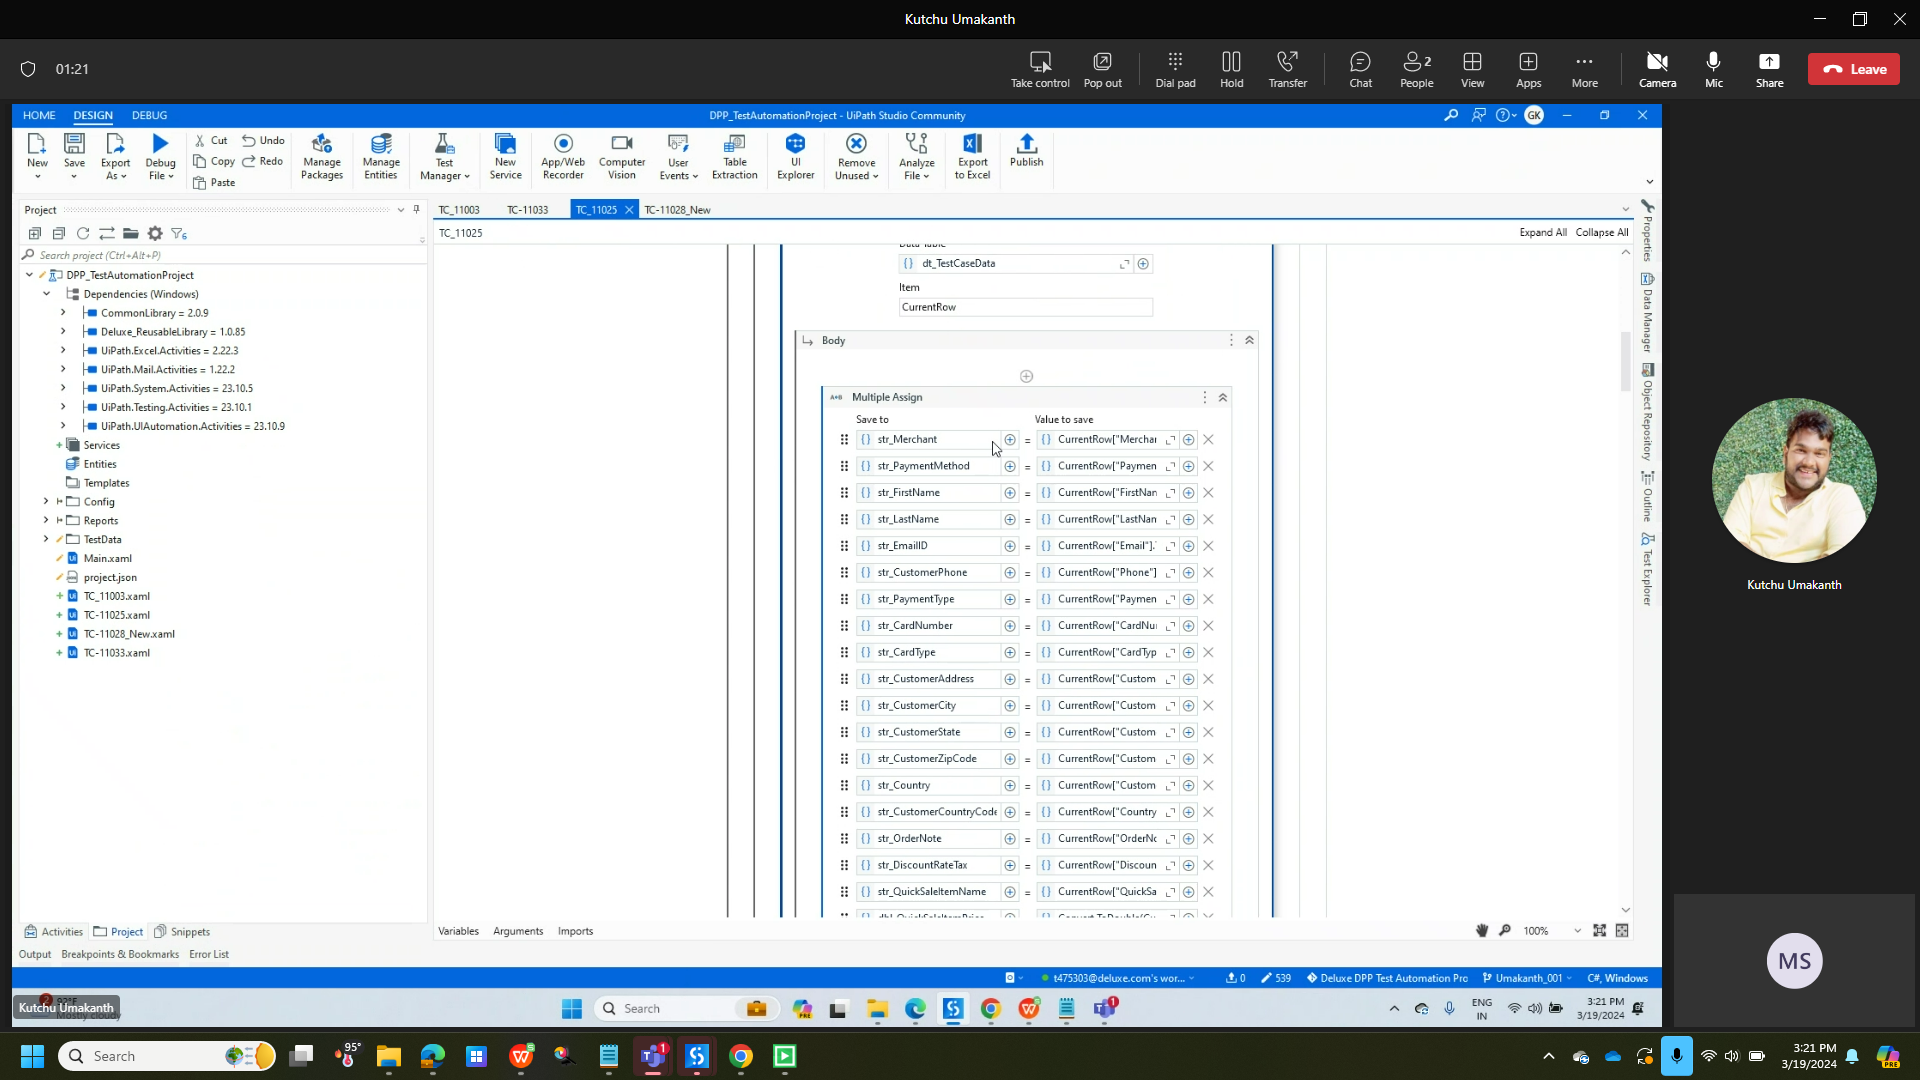 Kutchu Umakanth
01:21
Take control
Pop out
Dial pad
Hold
Transfer
Chat
2
People
View
Apps
More
Camera
Mic
Share
Leave
HOME DESIGN DEBUG
DPP_TestAutomationProject - UiPath Studio Community
GK
New
Save
Export As
Debug File
Cut
Copy
Paste
Undo
Redo
Manage Packages
Manage Entities
Test Manager
New Service
App/Web Recorder
Computer Vision
User Events
Table Extraction
UI Explorer
Remove Unused
Analyze File
Export to Excel
Publish
Project
TC_11003 TC-11033 TC_11025 TC-11028_New
TC_11025
Expand All Collapse All
Search project (Ctrl+Alt+P)
DPP_TestAutomationProject
Dependencies (Windows)
CommonLibrary = 2.0.9
Deluxe_ReusableLibrary = 1.0.85
UiPath.Excel.Activities = 2.22.3
UiPath.Mail.Activities = 1.22.2
UiPath.System.Activities = 23.10.5
UiPath.Testing.Activities = 23.10.1
UiPath.UIAutomation.Activities = 23.10.9
Services
Entities
Templates
Config
Reports
TestData
Main.xaml
project.json
TC_11003.xaml
TC-11025.xaml
TC-11028_New.xaml
TC-11033.xaml
Data Table
dt_TestCaseData
Item
CurrentRow
Body
A+B Multiple Assign
Save to Value to save
str_Merchant = CurrentRow["Merchar
str_PaymentMethod = CurrentRow["Paymen
str_FirstName = CurrentRow["FirstNan
str_LastName = CurrentRow["LastNan
str_EmailID = CurrentRow["Email"].
str_CustomerPhone = CurrentRow["Phone"]
str_PaymentType = CurrentRow["Paymen
str_CardNumber = CurrentRow["CardNu
str_CardType = CurrentRow["CardTyp
str_CustomerAddress = CurrentRow["Custom
str_CustomerCity = CurrentRow["Custom
str_CustomerState = CurrentRow["Custom
str_CustomerZipCode = CurrentRow["Custom
str_Country = CurrentRow["Custom
str_CustomerCountryCode = CurrentRow["Country
str_OrderNote = CurrentRow["OrderNo
str_DiscountRateTax = CurrentRow["Discoun
str_QuickSaleItemName = CurrentRow["QuickSa
Properties
Data Manager
Object Repository
Outline
Test Explorer
Kutchu Umakanth
MS
Activities Project Snippets
Variables Arguments Imports
100%
Output Breakpoints & Bookmarks Error List
t475303@deluxe.com's wor... 0 539 Deluxe DPP Test Automation Pro Umakanth_001 C#, Windows
Kutchu Umakanth
Search
PRE
1
ENG
IN
3:21 PM
3/19/2024
Search
95°
1
3:21 PM
3/19/2024
PRE